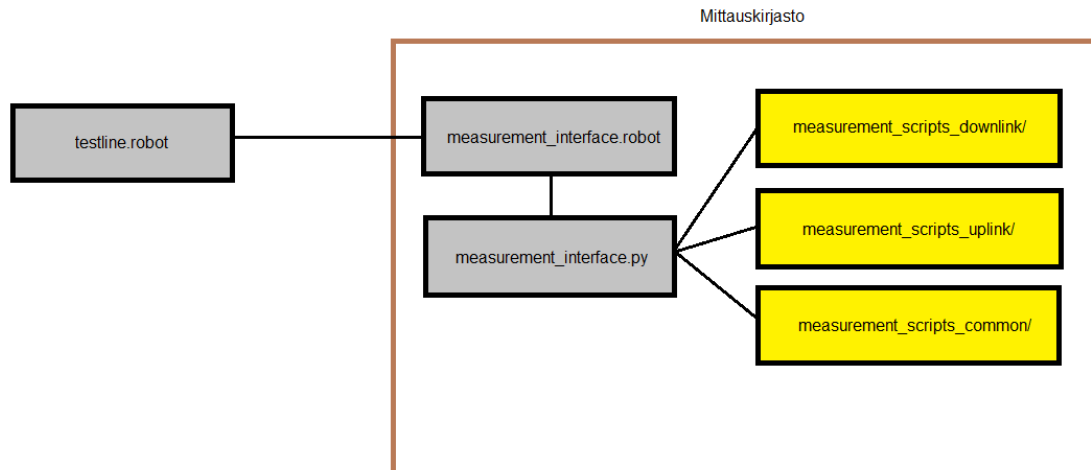 Mittauskirjasto
testline.robot
measurement_interface.robot
measurement_interface.py
measurement_scripts_downlink/
measurement_scripts_uplink/
measurement_scripts_common/